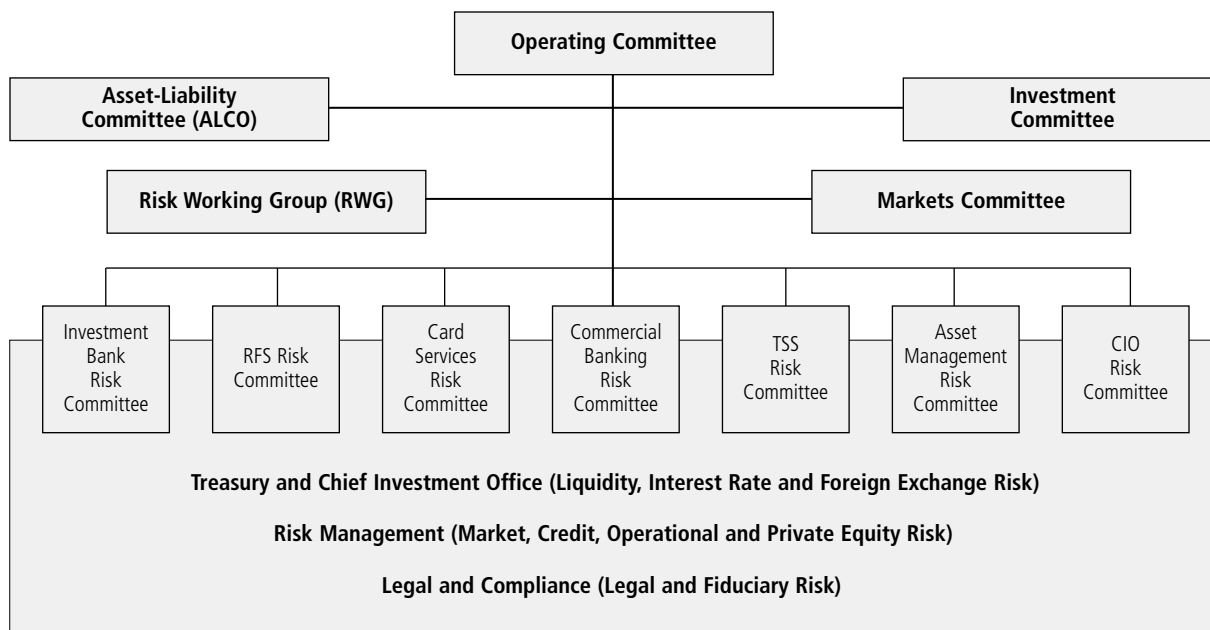 Operating Committee
Asset-Liability
Committee (ALCO)
Investment
Committee
Risk Working Group (RWG)
Markets Committee
Investment
Bank
Risk
Committee
RFS Risk
Committee
Card
Services
Risk
Committee
Commercial
Banking
Risk
Committee
TSS
Risk
Committee
Asset
Management
Risk
Committee
CIO
Risk
Committee
Treasury and Chief Investment Office (Liquidity, Interest Rate and Foreign Exchange Risk)
Risk Management (Market, Credit, Operational and Private Equity Risk)
Legal and Compliance (Legal and Fiduciary Risk)